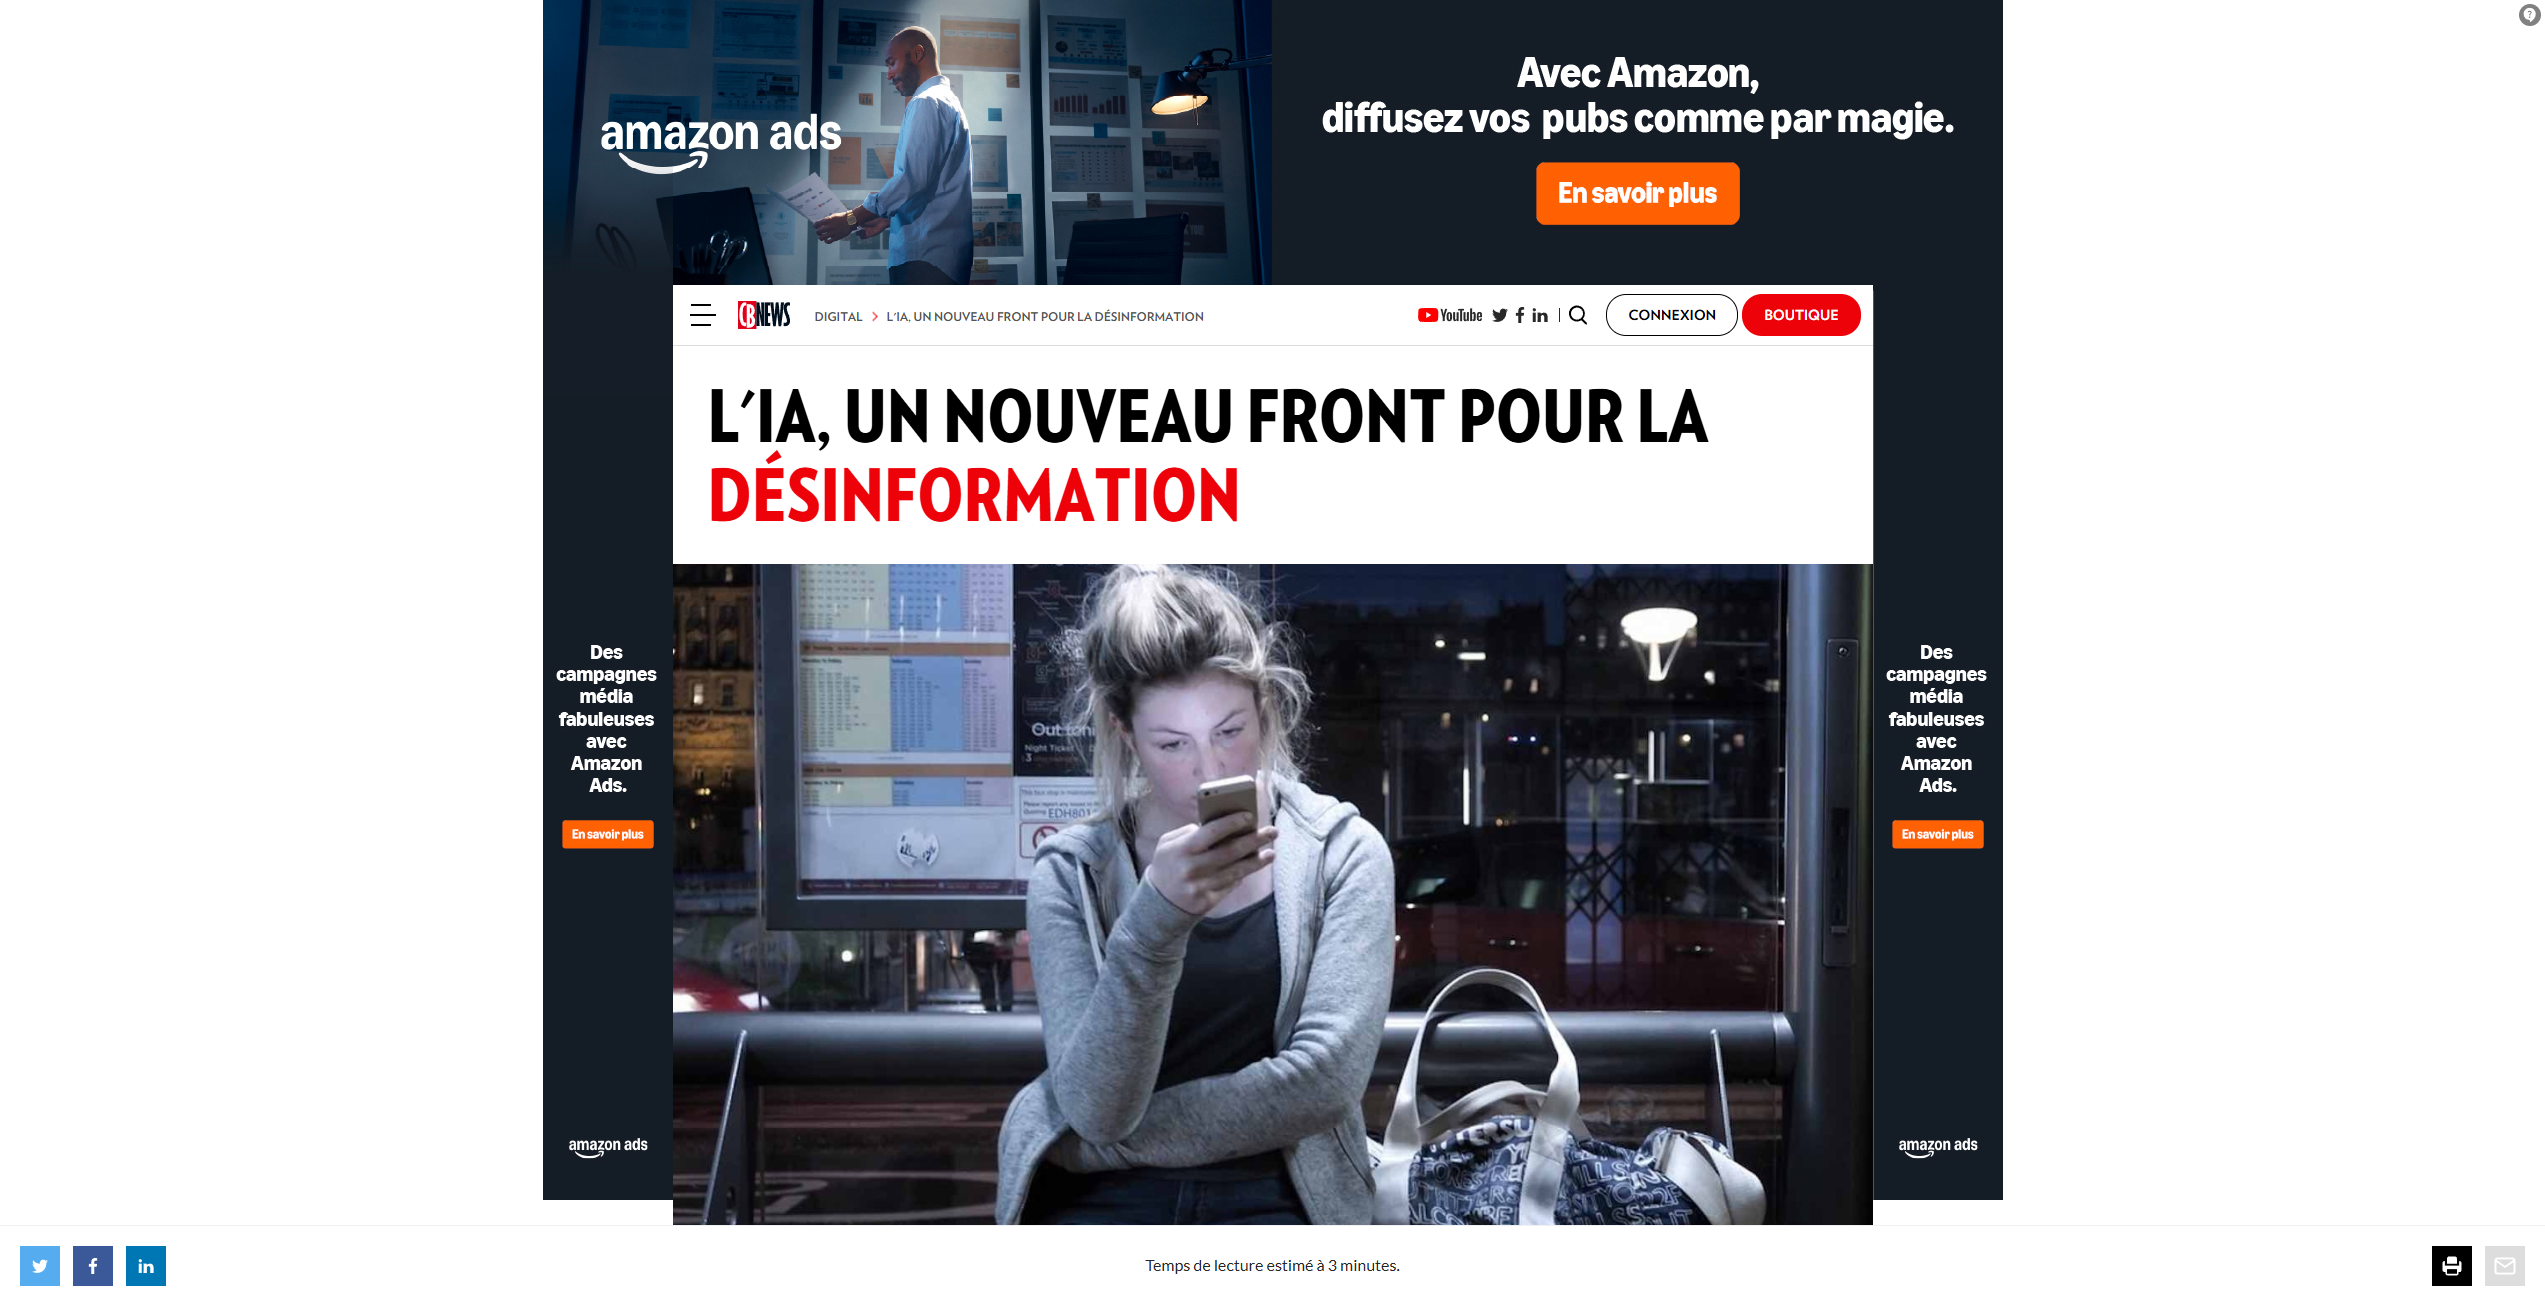 amazon ads
Avec Amazon,
diffusez vos pubs comme par magie.
En savoir plus
CBNEWS
DIGITAL > L'IA, UN NOUVEAU FRONT POUR LA DÉSINFORMATION
YouTube
CONNEXION
BOUTIQUE
L'IA, UN NOUVEAU FRONT POUR LA
DÉSINFORMATION
Des
campagnes
média
fabuleuses
avec
Amazon
Ads.
En savoir plus
amazon ads
Night Ticket
EDH801
Des
campagnes
média
fabuleuses
avec
Amazon
Ads.
En savoir plus
amazon ads
Temps de lecture estimé à 3 minutes.